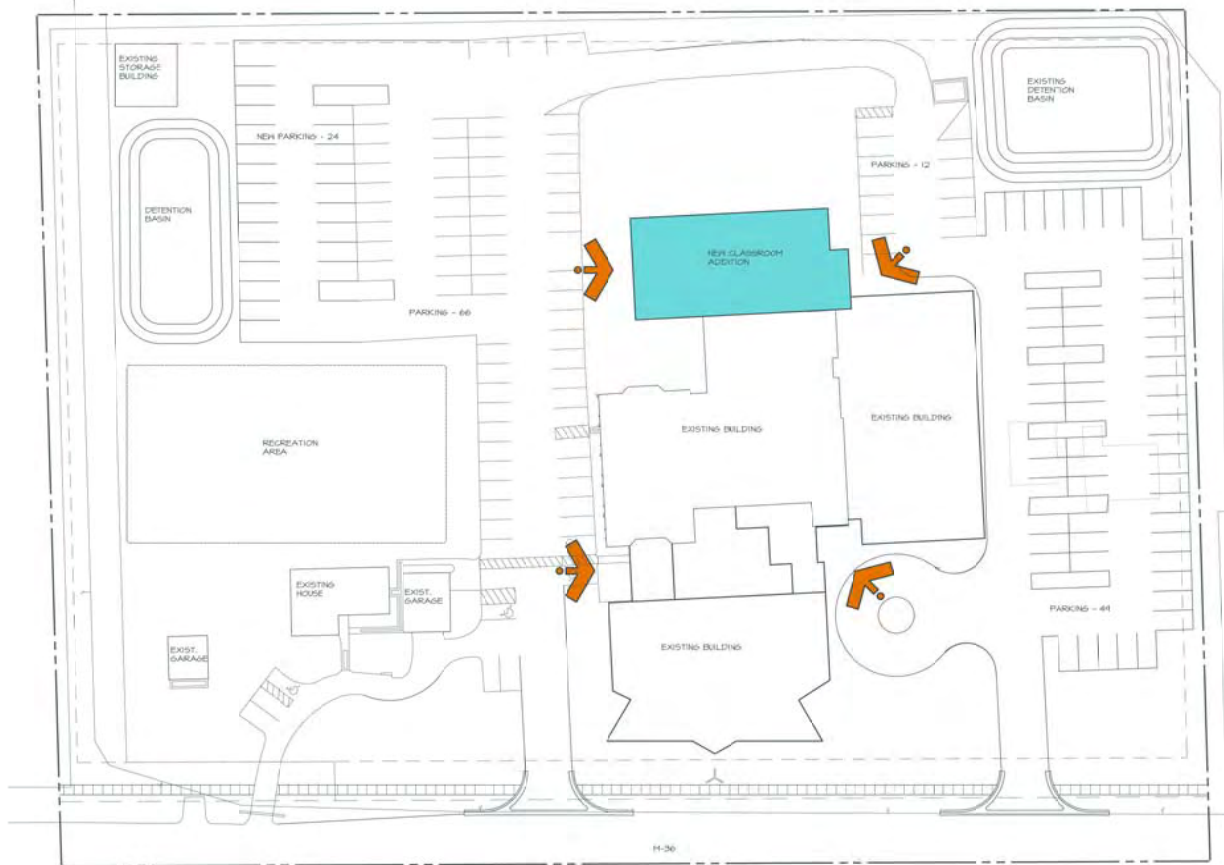 EXISTING
STORAGE
BUILDING
EXISTING
DETENTION
BASIN
NEW PARKING - 24
PARKING - 12
DETENTION
BASIN
NEW CLASSROOM
ADDITION
PARKING - 66
EXISTING BUILDING
EXISTING BUILDING
RECREATION
AREA
EXISTING
HOUSE
EXIST.
GARAGE
PARKING - 44
EXIST.
GARAGE
EXISTING BUILDING
M-36